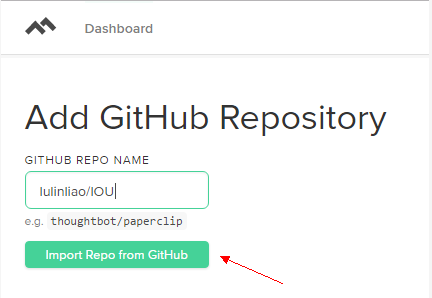 Dashboard
Add GitHub Repository
GITHUB REPO NAME
lulinliao/IOU
e.g. thoughtbot/paperclip
Import Repo from GitHub